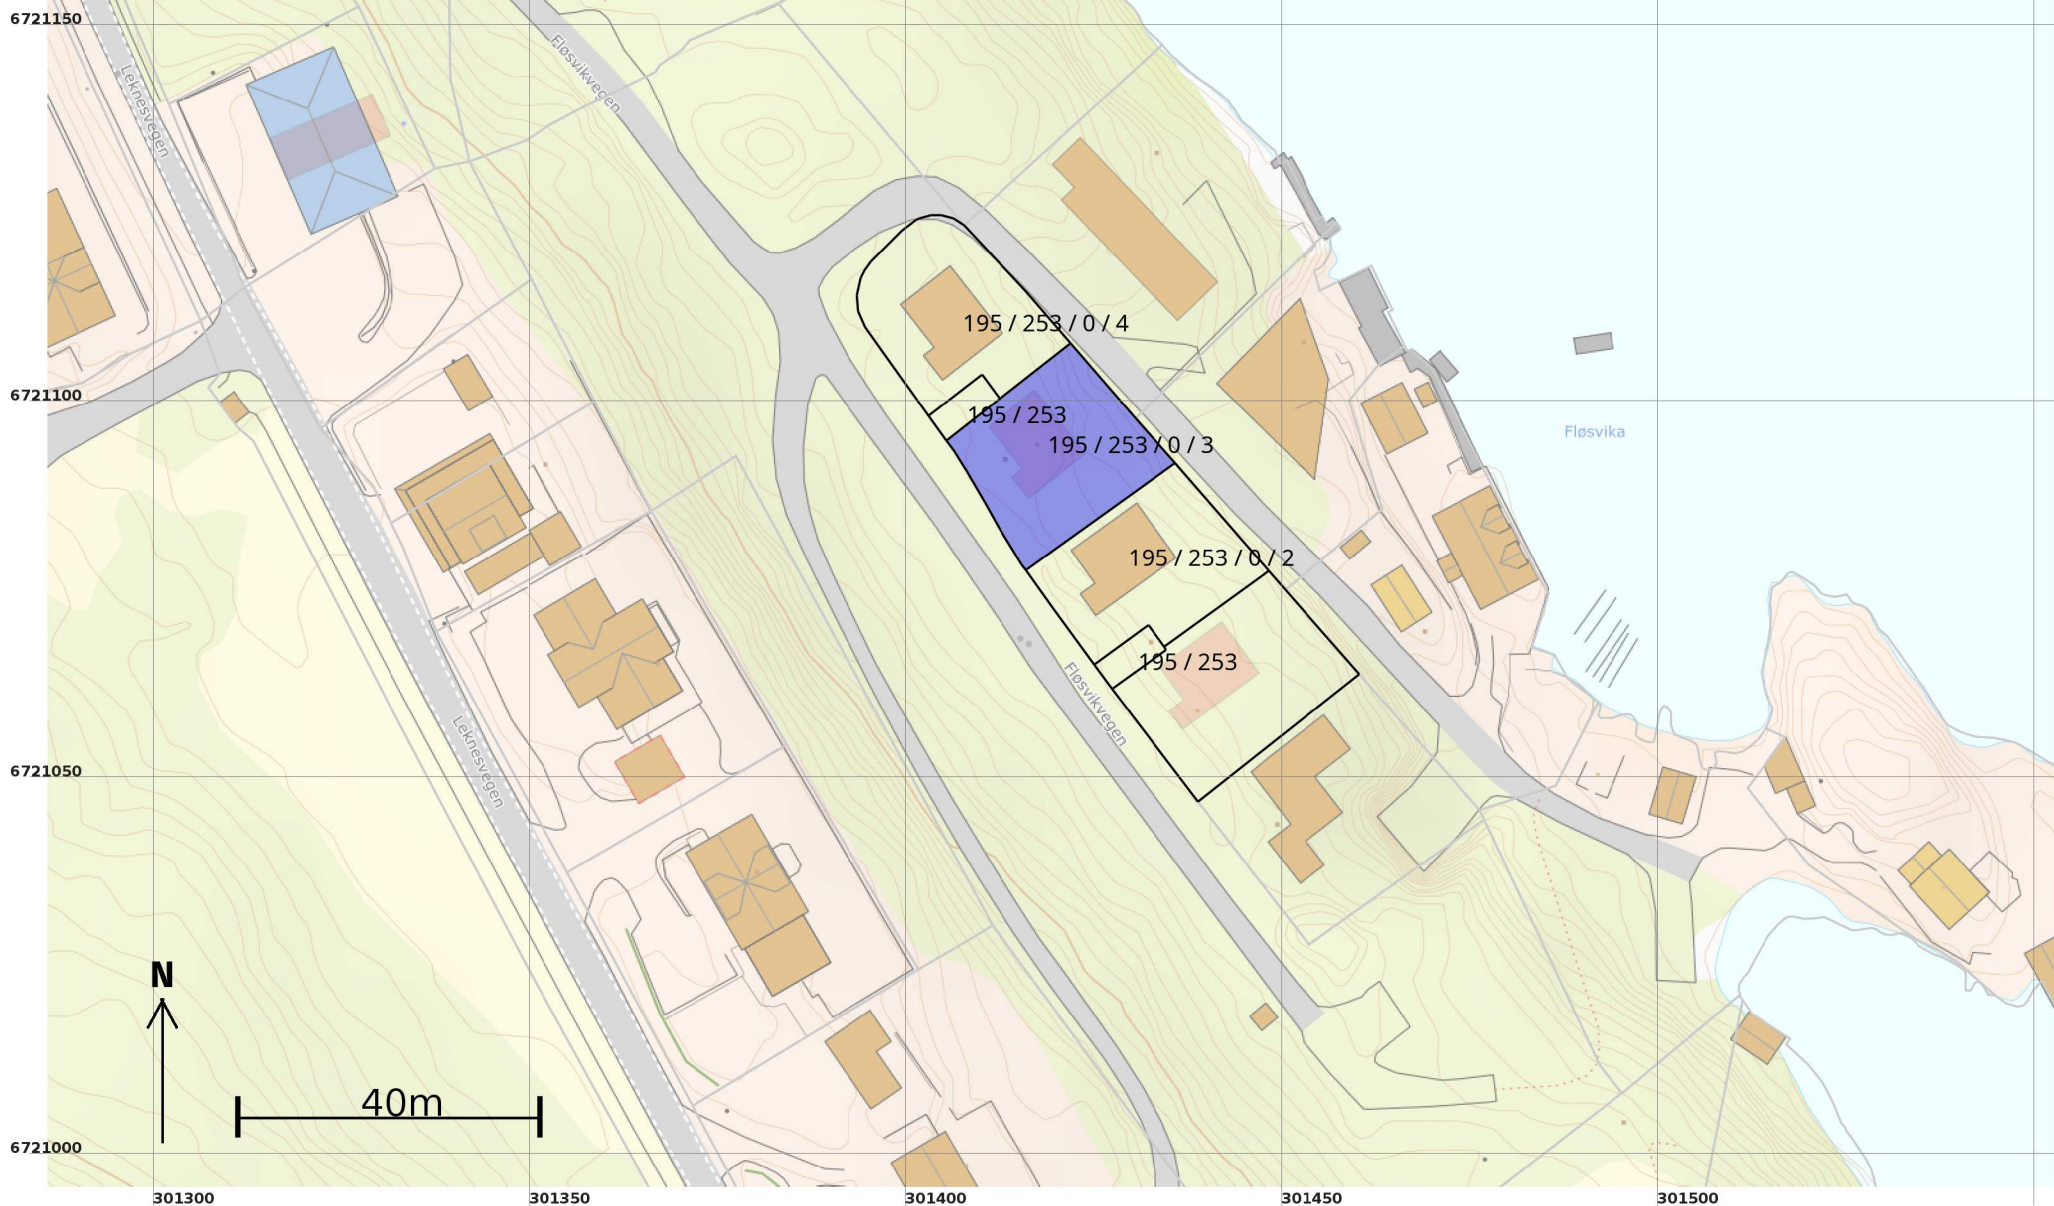 6721150
Leknesvegen
Fløsvikvegen
195 / 253 / 0 / 4
6721100
195 / 253
195 / 253 / 0 / 3
Fløsvika
195 / 253 / 0 / 2
195 / 253
Fløsvikvegen
Leknesvegen
6721050
N
40m
6721000
301300
301350
301400
301450
301500